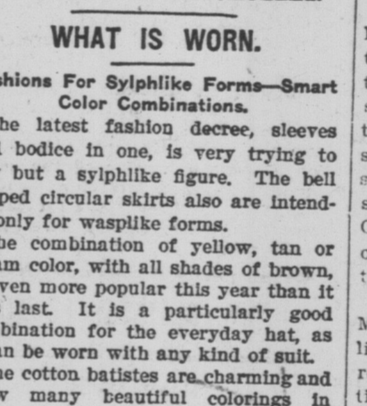 WHAT IS WORN.
shions For Sylphlike Forms—Smart
Color Combinations.
he latest fashion decree, sleeves
bodice in one, is very trying to
but a sylphlike figure. The bell
ped circular skirts also are intend-
only for wasplike forms.
he combination of yellow, tan or
am color, with all shades of brown,
ven more popular this year than it
last. It is a particularly good
bination for the everyday hat, as
an be worn with any kind of suit.
he cotton batistes are charming and
w many beautiful colorings in